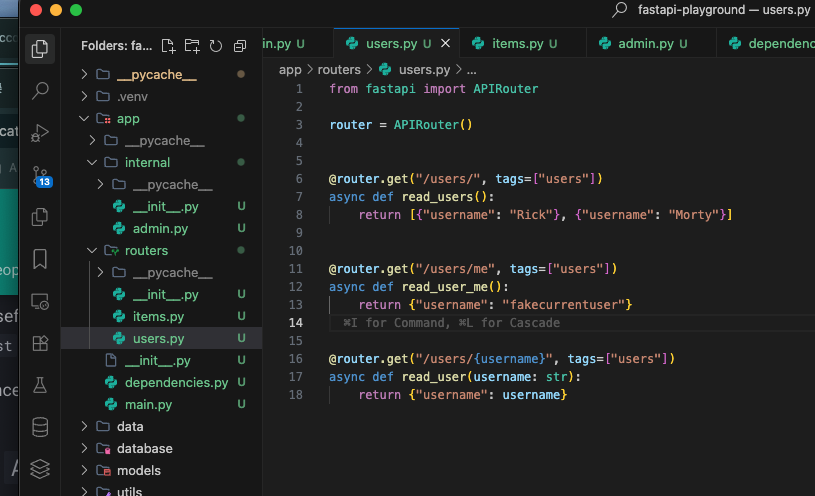 fastapi-playground — users.py
Folders: fa...
in.py U
users.py U
items.py U
admin.py U
dependenc
app > routers > users.py > ...
__pycache__
.venv
app
__pycache__
internal
__pycache__
__init__.py U
admin.py U
routers
__pycache__
__init__.py U
items.py U
users.py U
__init__.py U
dependencies.py U
main.py U
data
database
models
utils
13
1 from fastapi import APIRouter
2
3 router = APIRouter()
4
5
6 @router.get("/users/", tags=["users"])
7 async def read_users():
8 return [{"username": "Rick"}, {"username": "Morty"}]
9
10
11 @router.get("/users/me", tags=["users"])
12 async def read_user_me():
13 return {"username": "fakecurrentuser"}
14 ⌘I for Command, ⌘L for Cascade
15
16 @router.get("/users/{username}", tags=["users"])
17 async def read_user(username: str):
18 return {"username": username}